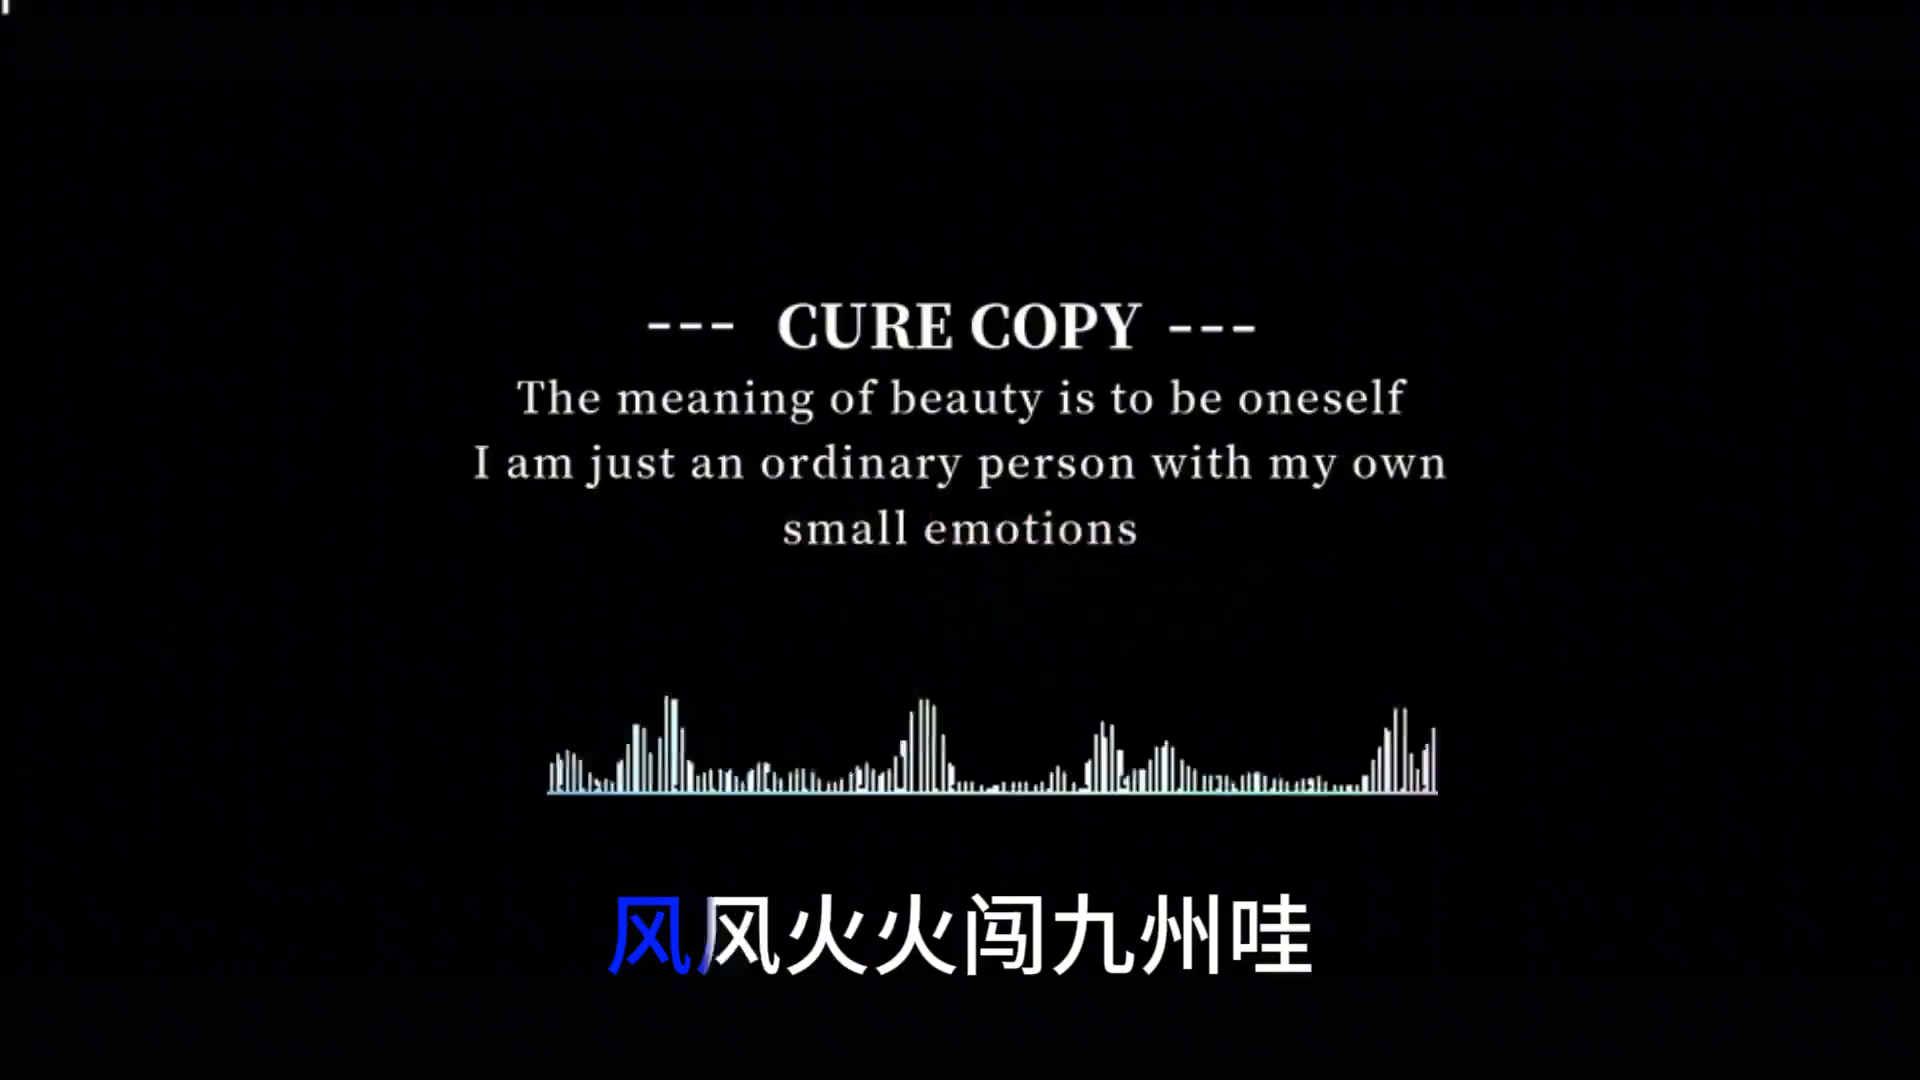 --- CURE COPY ---
The meaning of beauty is to be oneself
I am just an ordinary person with my own
small emotions
风风火火闯九州哇